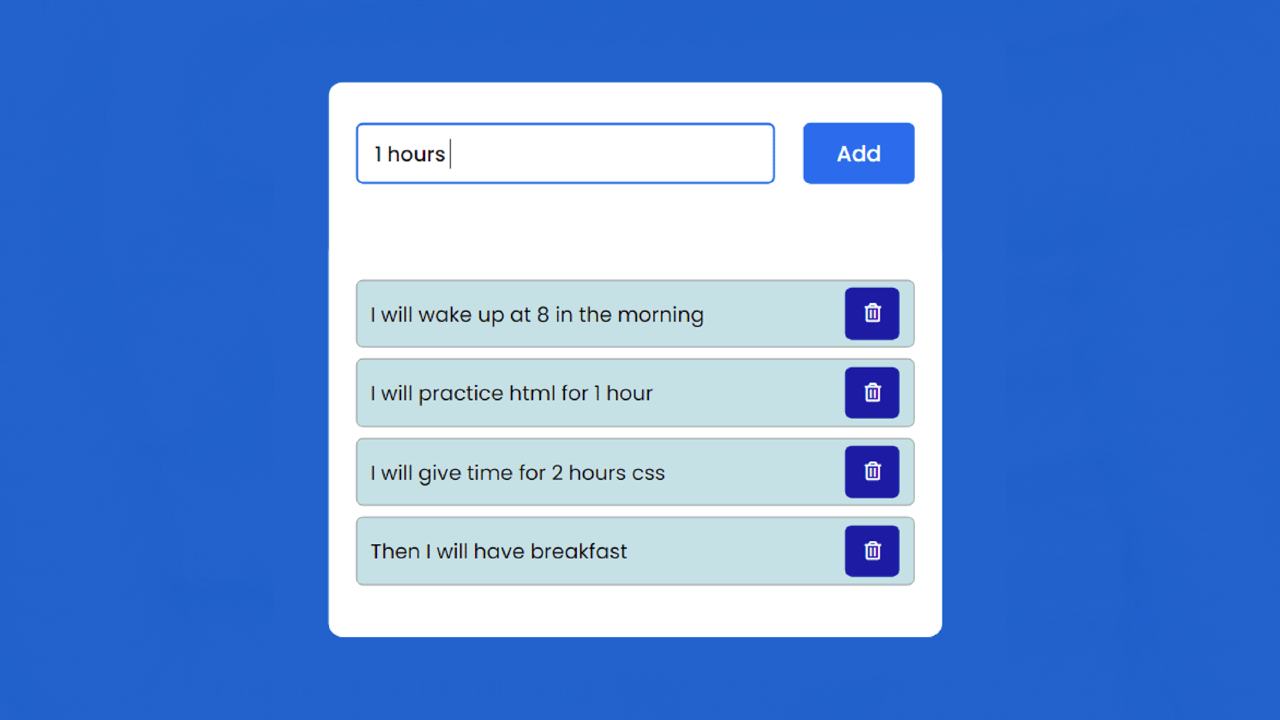 1 hours
Add
I will wake up at 8 in the morning
I will practice html for 1 hour
I will give time for 2 hours css
Then I will have breakfast